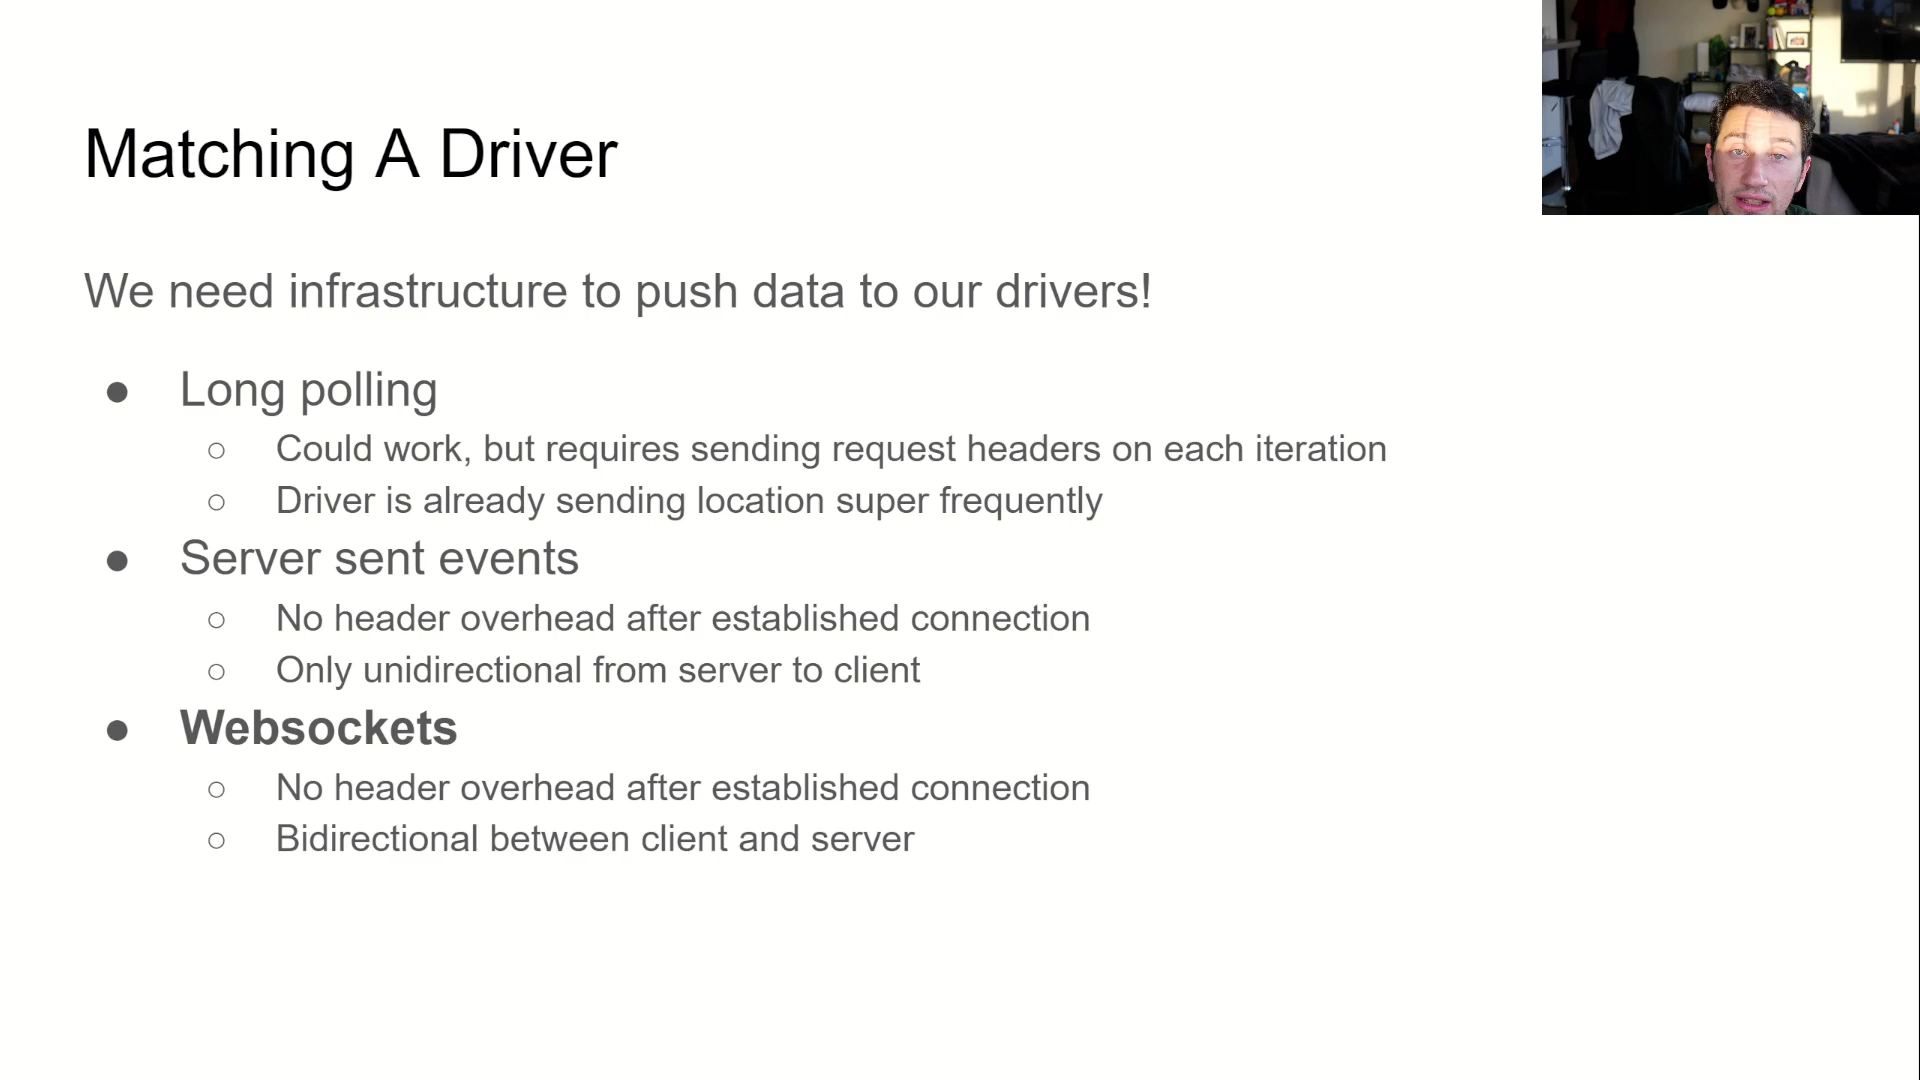 Matching A Driver
We need infrastructure to push data to our drivers!
● Long polling
○ Could work, but requires sending request headers on each iteration
○ Driver is already sending location super frequently
● Server sent events
○ No header overhead after established connection
○ Only unidirectional from server to client
● Websockets
○ No header overhead after established connection
○ Bidirectional between client and server